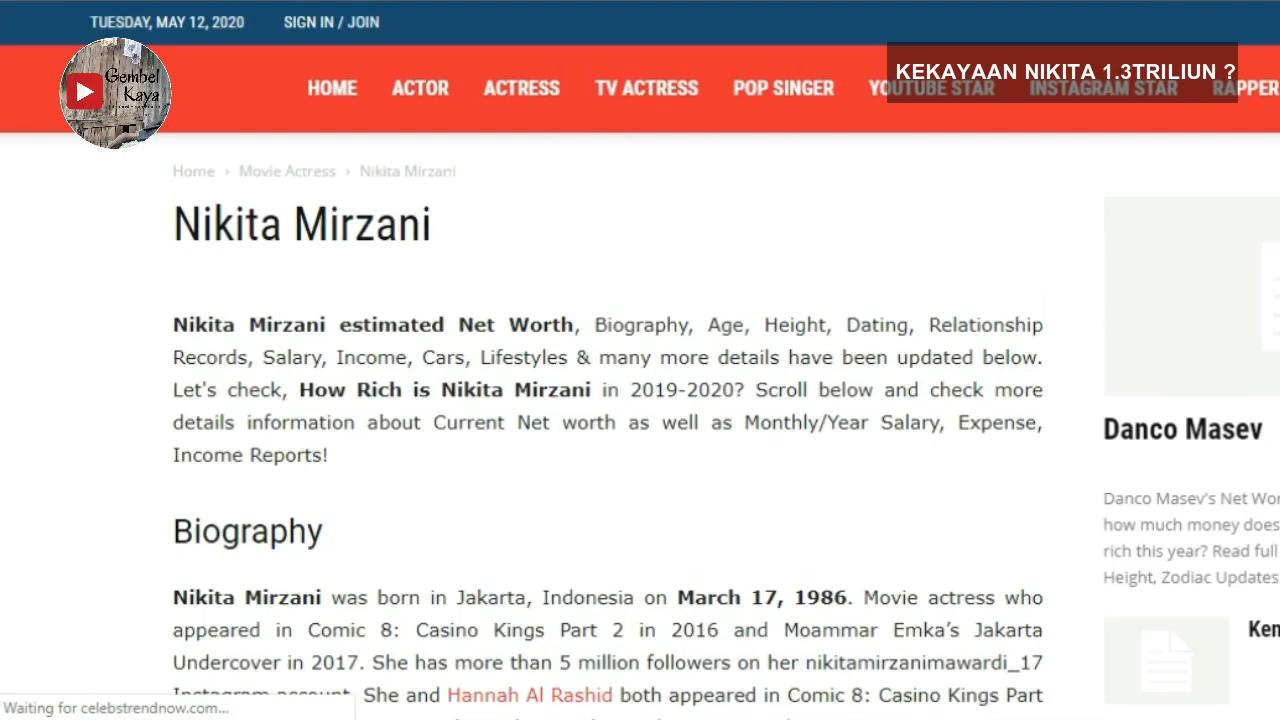 TUESDAY, MAY 12, 2020 SIGN IN / JOIN
Gembel
Kaya
HOME ACTOR ACTRESS TV ACTRESS POP SINGER YOUTUBE STAR INSTAGRAM STAR RAPPER
KEKAYAAN NIKITA 1.3TRILIUN ?
Home › Movie Actress › Nikita Mirzani
Nikita Mirzani
Nikita Mirzani estimated Net Worth, Biography, Age, Height, Dating, Relationship
Records, Salary, Income, Cars, Lifestyles & many more details have been updated below.
Let's check, How Rich is Nikita Mirzani in 2019-2020? Scroll below and check more
details information about Current Net worth as well as Monthly/Year Salary, Expense,
Income Reports!
Biography
Nikita Mirzani was born in Jakarta, Indonesia on March 17, 1986. Movie actress who
appeared in Comic 8: Casino Kings Part 2 in 2016 and Moammar Emka’s Jakarta
Undercover in 2017. She has more than 5 million followers on her nikitamirzanimawardi_17
Instagram account. She and Hannah Al Rashid both appeared in Comic 8: Casino Kings Part
Danco Masev
Danco Masev's Net Wor
how much money does
rich this year? Read full
Height, Zodiac Updates
Ken
Waiting for celebstrendnow.com...